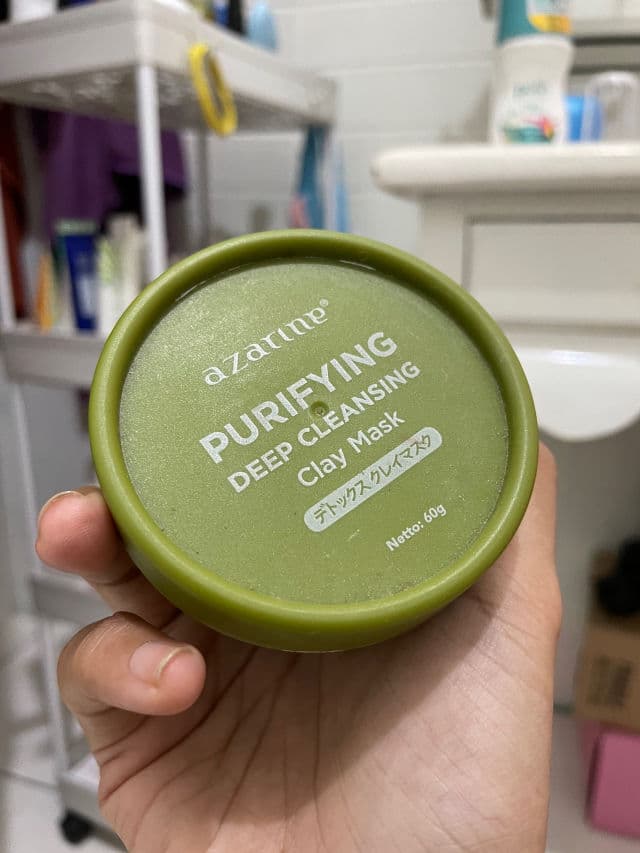 azarine®
PURIFYING
DEEP CLEANSING
Clay Mask
デトックス クレイマスク
Netto: 60g